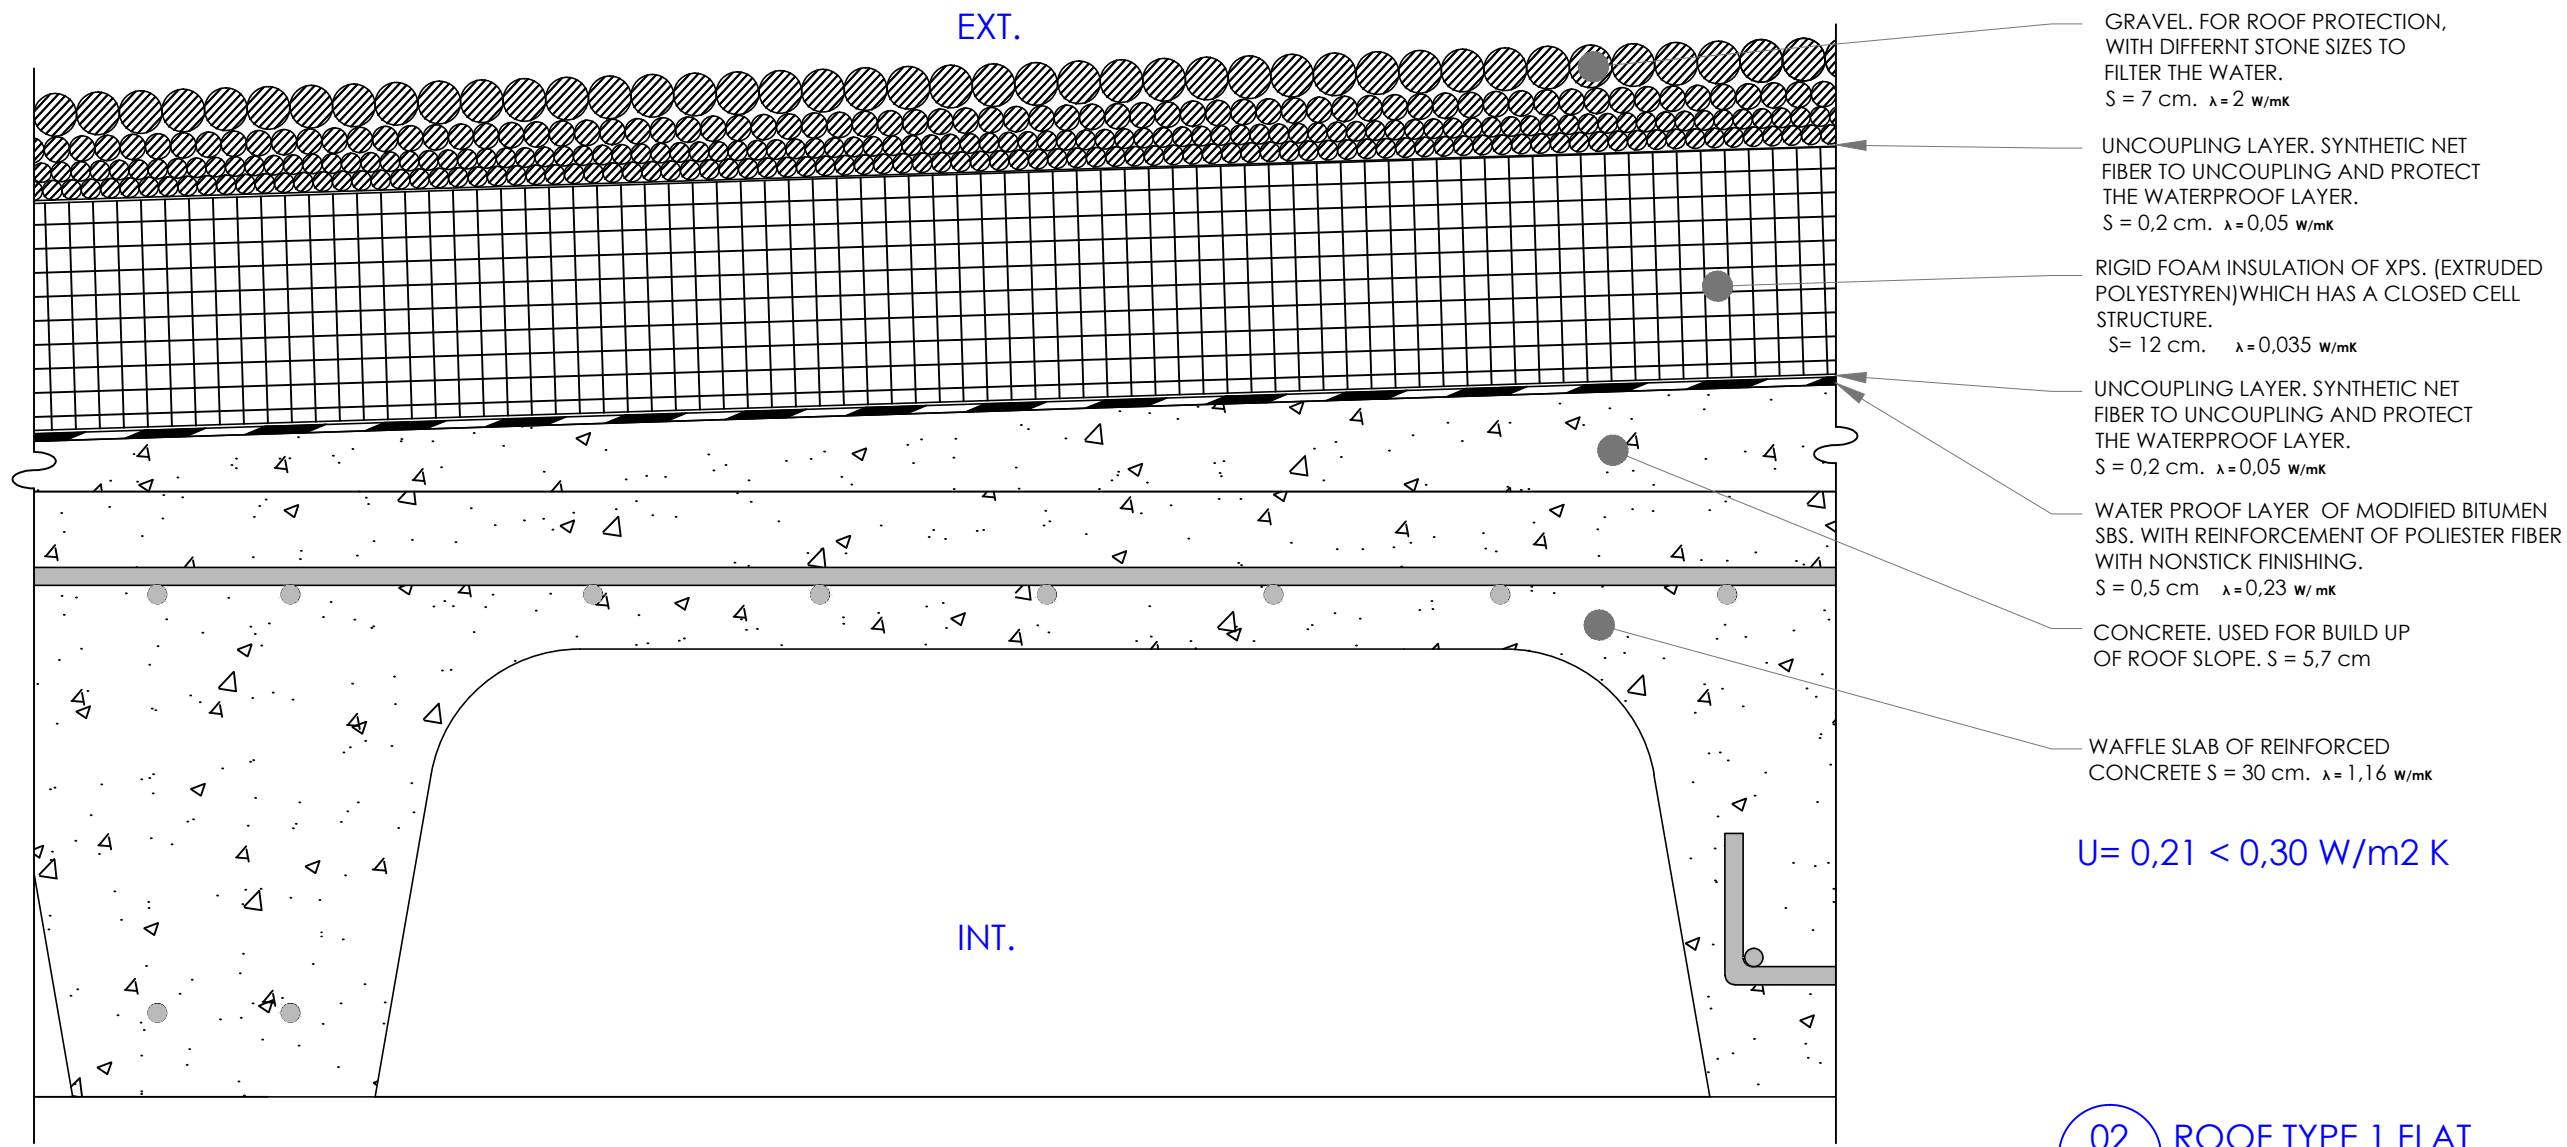 EXT.
GRAVEL. FOR ROOF PROTECTION,
WITH DIFFERNT STONE SIZES TO
FILTER THE WATER.
S = 7 cm. λ = 2 W/mK
UNCOUPLING LAYER. SYNTHETIC NET
FIBER TO UNCOUPLING AND PROTECT
THE WATERPROOF LAYER.
S = 0,2 cm. λ = 0,05 W/mK
RIGID FOAM INSULATION OF XPS. (EXTRUDED
POLYESTYREN)WHICH HAS A CLOSED CELL
STRUCTURE.
S= 12 cm. λ = 0,035 W/mK
UNCOUPLING LAYER. SYNTHETIC NET
FIBER TO UNCOUPLING AND PROTECT
THE WATERPROOF LAYER.
S = 0,2 cm. λ = 0,05 W/mK
WATER PROOF LAYER OF MODIFIED BITUMEN
SBS. WITH REINFORCEMENT OF POLIESTER FIBER
WITH NONSTICK FINISHING.
S = 0,5 cm λ = 0,23 W/ mK
CONCRETE. USED FOR BUILD UP
OF ROOF SLOPE. S = 5,7 cm
WAFFLE SLAB OF REINFORCED
CONCRETE S = 30 cm. λ = 1,16 W/mK
U= 0,21 < 0,30 W/m2 K
INT.
02 ROOF TYPE 1 FLAT